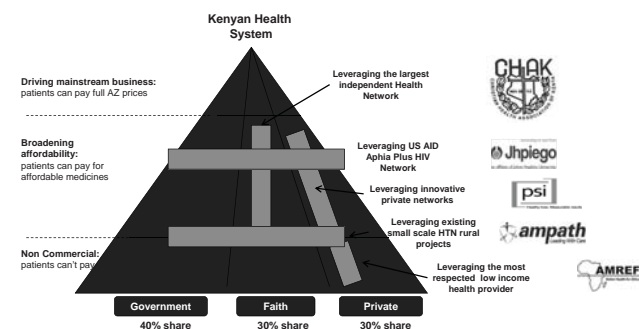 Kenyan Health
System
Driving mainstream business:
patients can pay full AZ prices
Leveraging the largest
independent Health
Network
CHAK
Broadening
affordability:
patients can pay for
affordable medicines
Leveraging US AID
Aphia Plus HIV
Network
Jhpiego
Leveraging innovative
private networks
psi
Leveraging existing
small scale HTN rural
projects
ampath
Leading With Care
Non Commercial:
patients can't pay
Leveraging the most
respected low income
health provider
AMREF
Government
Faith
Private
40% share
30% share
30% share